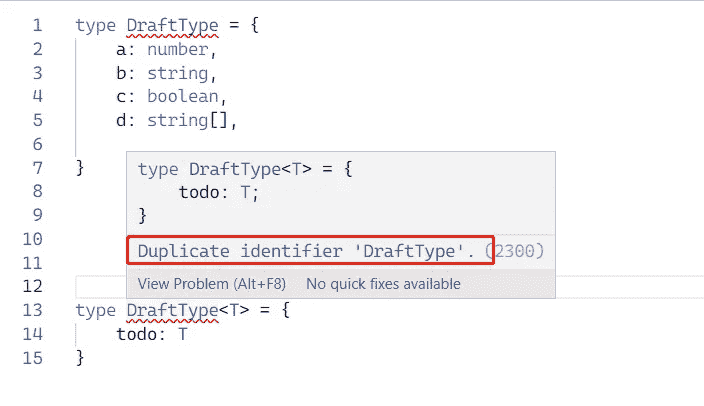 1 type DraftType = {
2 a: number,
3 b: string,
4 c: boolean,
5 d: string[],
6
7 }
type DraftType<T> = {
8 todo: T;
9 }
10 Duplicate identifier 'DraftType'. (2300)
11
View Problem (Alt+F8) No quick fixes available
12
13 type DraftType<T> = {
14 todo: T
15 }